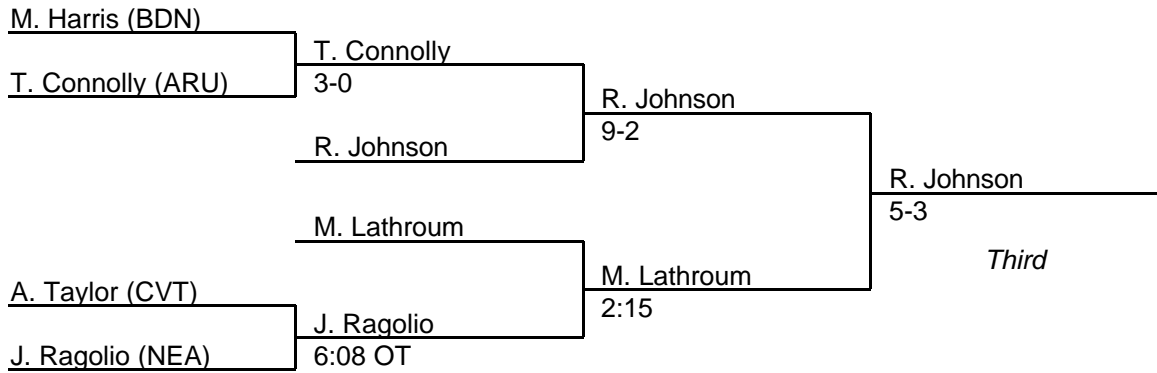 M. Harris (BDN)
T. Connolly
T. Connolly (ARU)
3-0
R. Johnson
9-2
R. Johnson
R. Johnson
5-3
M. Lathroum
Third
M. Lathroum
A. Taylor (CVT)
2:15
J. Ragolio
J. Ragolio (NEA)
6:08 OT